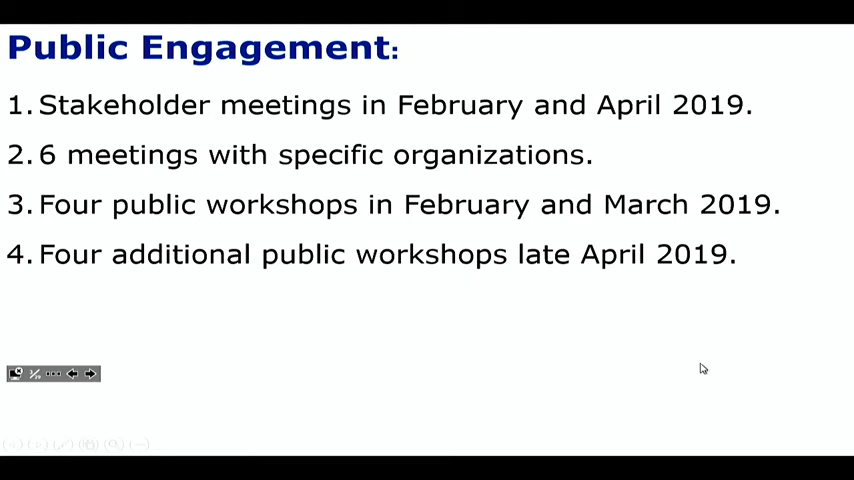 Public Engagement:
1. Stakeholder meetings in February and April 2019.
2. 6 meetings with specific organizations.
3. Four public workshops in February and March 2019.
4. Four additional public workshops late April 2019.